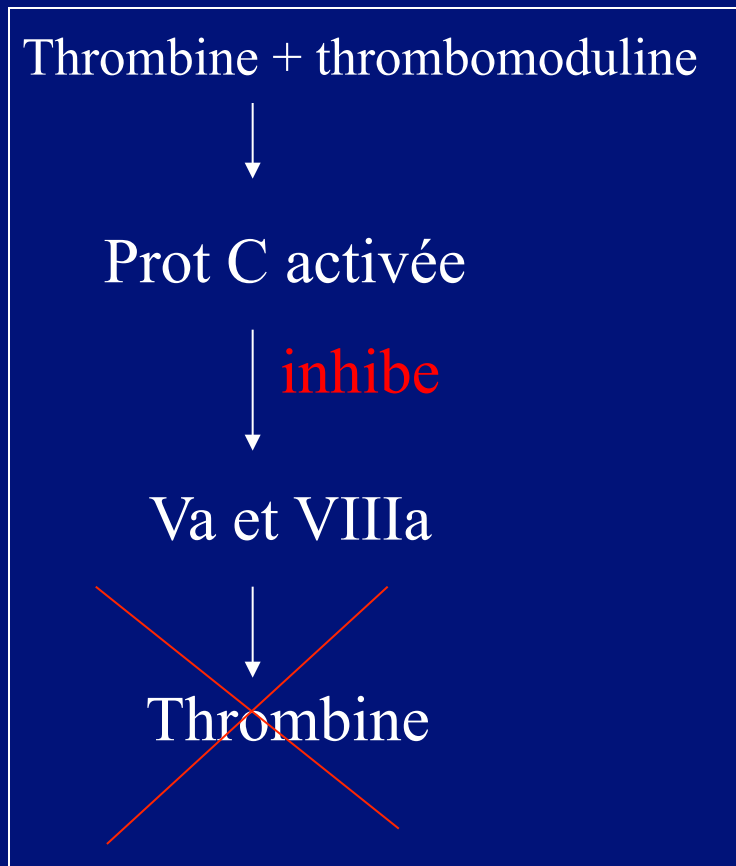 Thrombine + thrombomoduline
Prot C activée
inhibe
Va et VIIIa
Thrombine